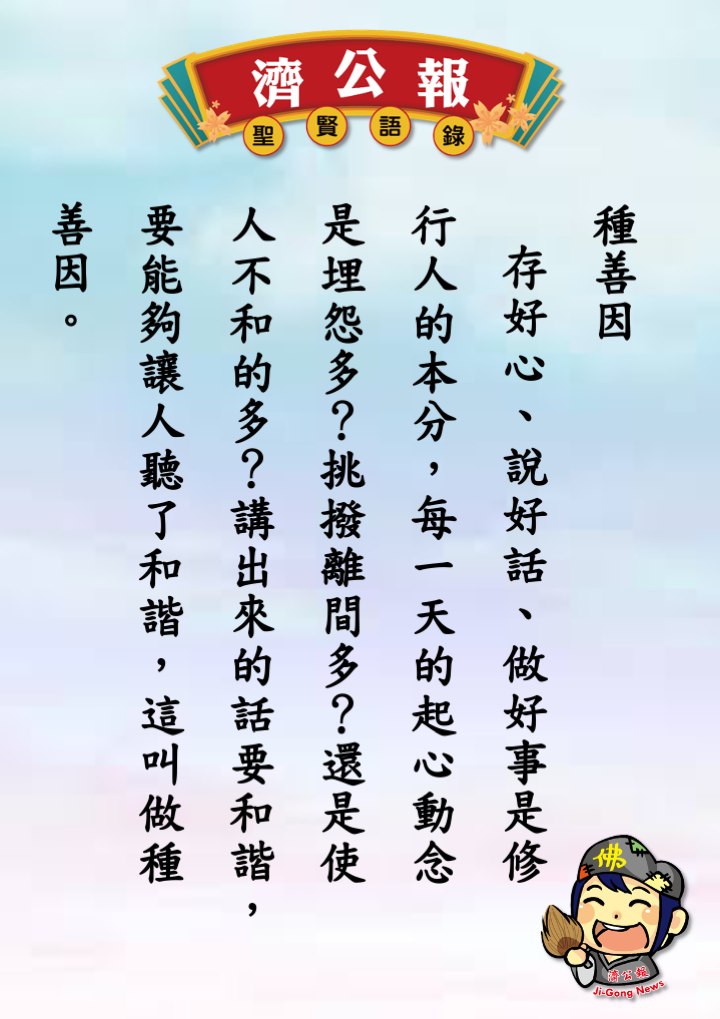 濟公報
聖賢語錄
種善因
存好心、說好話、做好事是修
行人的本分，每一天的起心動念
是埋怨多？挑撥離間多？還是使
人不和的多？講出來的話要和諧，
要能夠讓人聽了和諧，這叫做種
善因。
佛
濟公報
Ji-Gong News